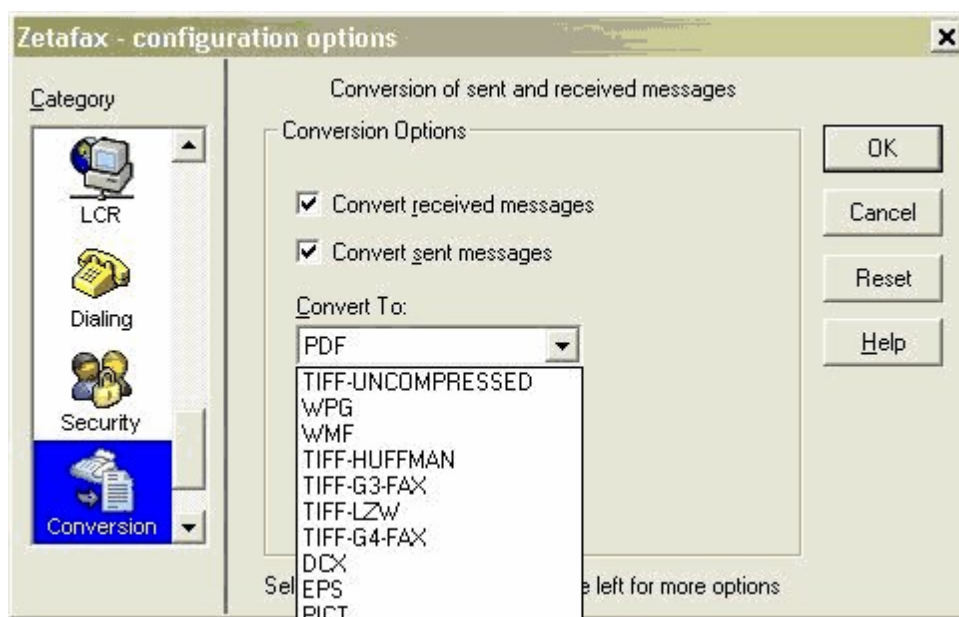 Zetafax - configuration options
Category
LCR
Dialing
Security
Conversion
Conversion of sent and received messages
Conversion Options
Convert received messages
Convert sent messages
Convert To:
PDF
TIFF-UNCOMPRESSED
WPG
WMF
TIFF-HUFFMAN
TIFF-G3-FAX
TIFF-LZW
TIFF-G4-FAX
DCX
EPS
PICT
left for more options
OK
Cancel
Reset
Help